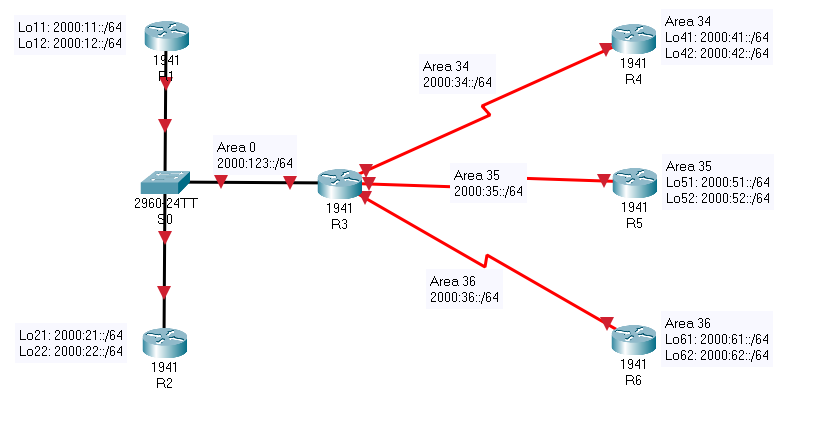 Lo11: 2000:11::/64
Lo12: 2000:12::/64
1941
R1
Area 34
2000:34::/64
Area 34
Lo41: 2000:41::/64
Lo42: 2000:42::/64
1941
R4
Area 0
2000:123::/64
2960-24TT
S0
1941
R3
Area 35
2000:35::/64
Area 35
Lo51: 2000:51::/64
Lo52: 2000:52::/64
1941
R5
Area 36
2000:36::/64
Lo21: 2000:21::/64
Lo22: 2000:22::/64
1941
R2
Area 36
Lo61: 2000:61::/64
Lo62: 2000:62::/64
1941
R6